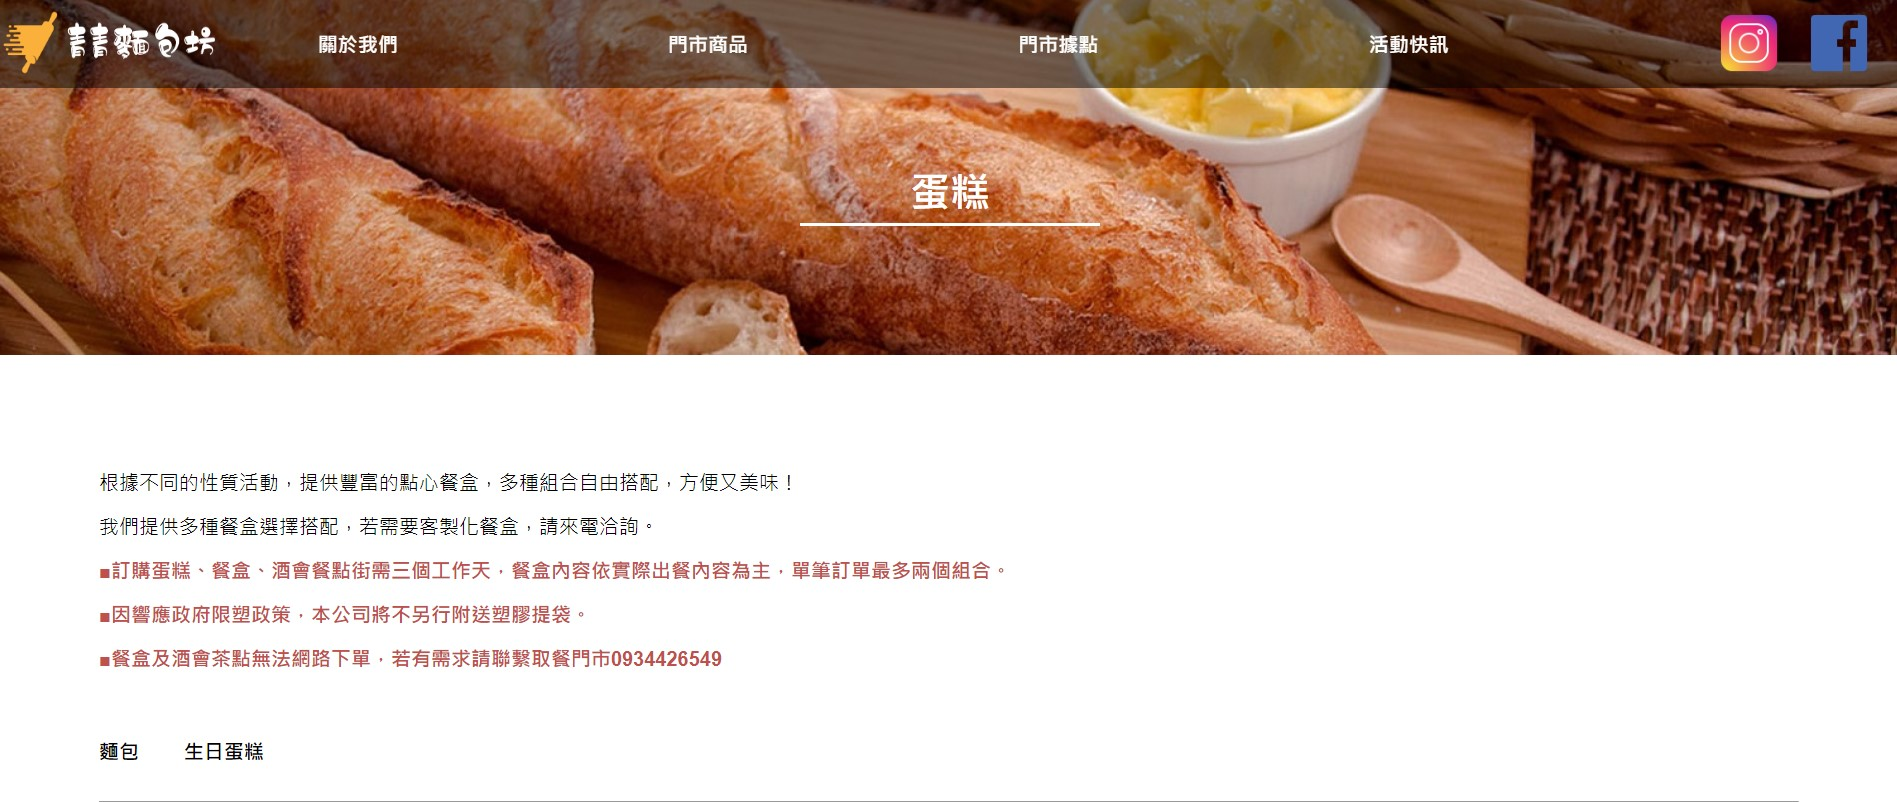 青青麵包坊
關於我們
門市商品
門市據點
活動快訊
蛋糕
根據不同的性質活動，提供豐富的點心餐盒，多種組合自由搭配，方便又美味！
我們提供多種餐盒選擇搭配，若需要客製化餐盒，請來電洽詢。
■訂購蛋糕、餐盒、酒會餐點街需三個工作天，餐盒內容依實際出餐內容為主，單筆訂單最多兩個組合。
■因響應政府限塑政策，本公司將不另行附送塑膠提袋。
■餐盒及酒會茶點無法網路下單，若有需求請聯繫取餐門市0934426549
麵包
生日蛋糕